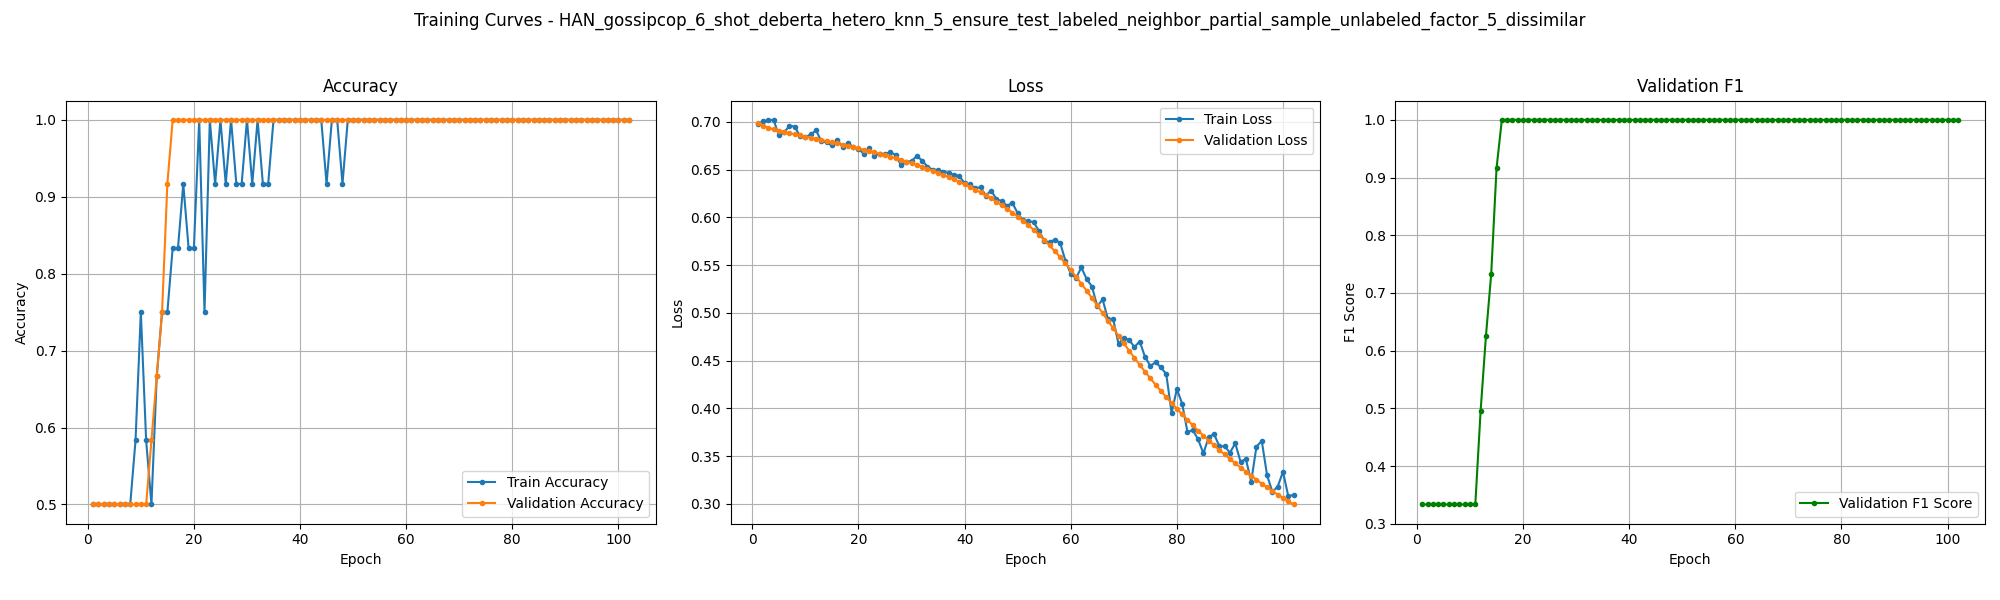 Training Curves - HAN_gossipcop_6_shot_deberta_hetero_knn_5_ensure_test_labeled_neighbor_partial_sample_unlabeled_factor_5_dissimilar
Accuracy
1.0
0.9
0.8
0.7
0.6
0.5
Accuracy
0
20
40
60
80
100
Epoch
Train Accuracy
Validation Accuracy
Loss
0.70
0.65
0.60
0.55
0.50
0.45
0.40
0.35
0.30
Loss
0
20
40
60
80
100
Epoch
Train Loss
Validation Loss
Validation F1
1.0
0.9
0.8
0.7
0.6
0.5
0.4
0.3
F1 Score
0
20
40
60
80
100
Epoch
Validation F1 Score